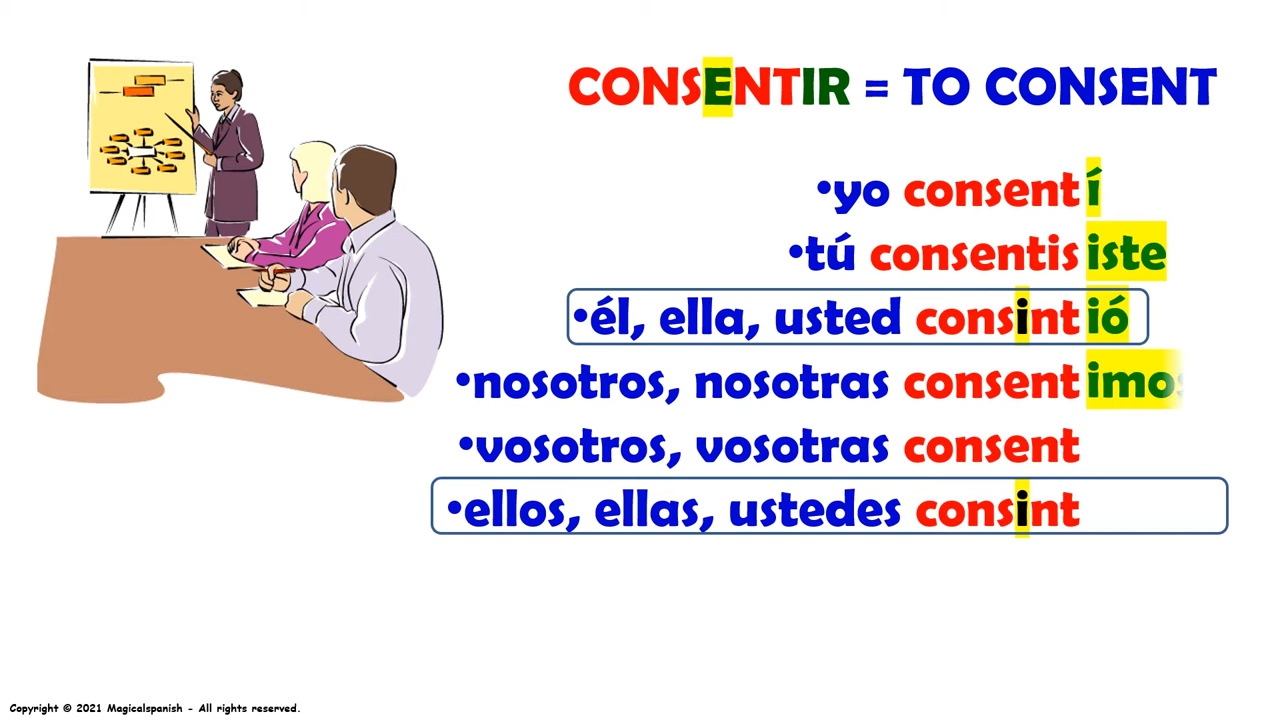 CONSENTIR = TO CONSENT
•yo consentí
•tú consentisiste
•él, ella, usted consintió
•nosotros, nosotras consentimos
•vosotros, vosotras consent
•ellos, ellas, ustedes consint
Copyright © 2021 Magicalspanish - All rights reserved.